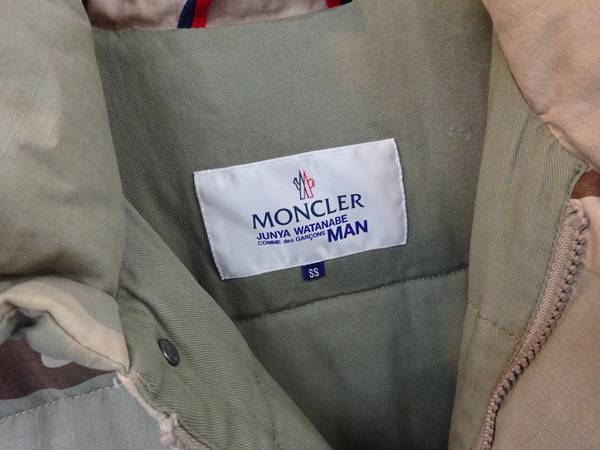 MONCLER
JUNYA WATANABE
COMME des GARÇONS MAN
SS